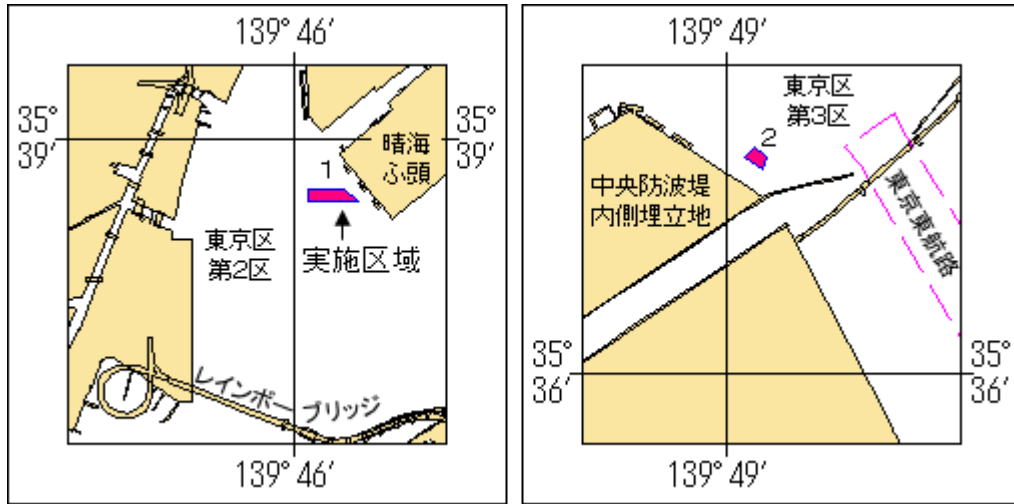 139° 46′
35°
39′
35°
39′
晴海
ふ頭
1
東京区
第2区
実施区域
レインボーブリッジ
139° 46′
139° 49′
東京区
第3区
2
中央防波堤
内側埋立地
東京東航路
35°
36′
35°
36′
139° 49′